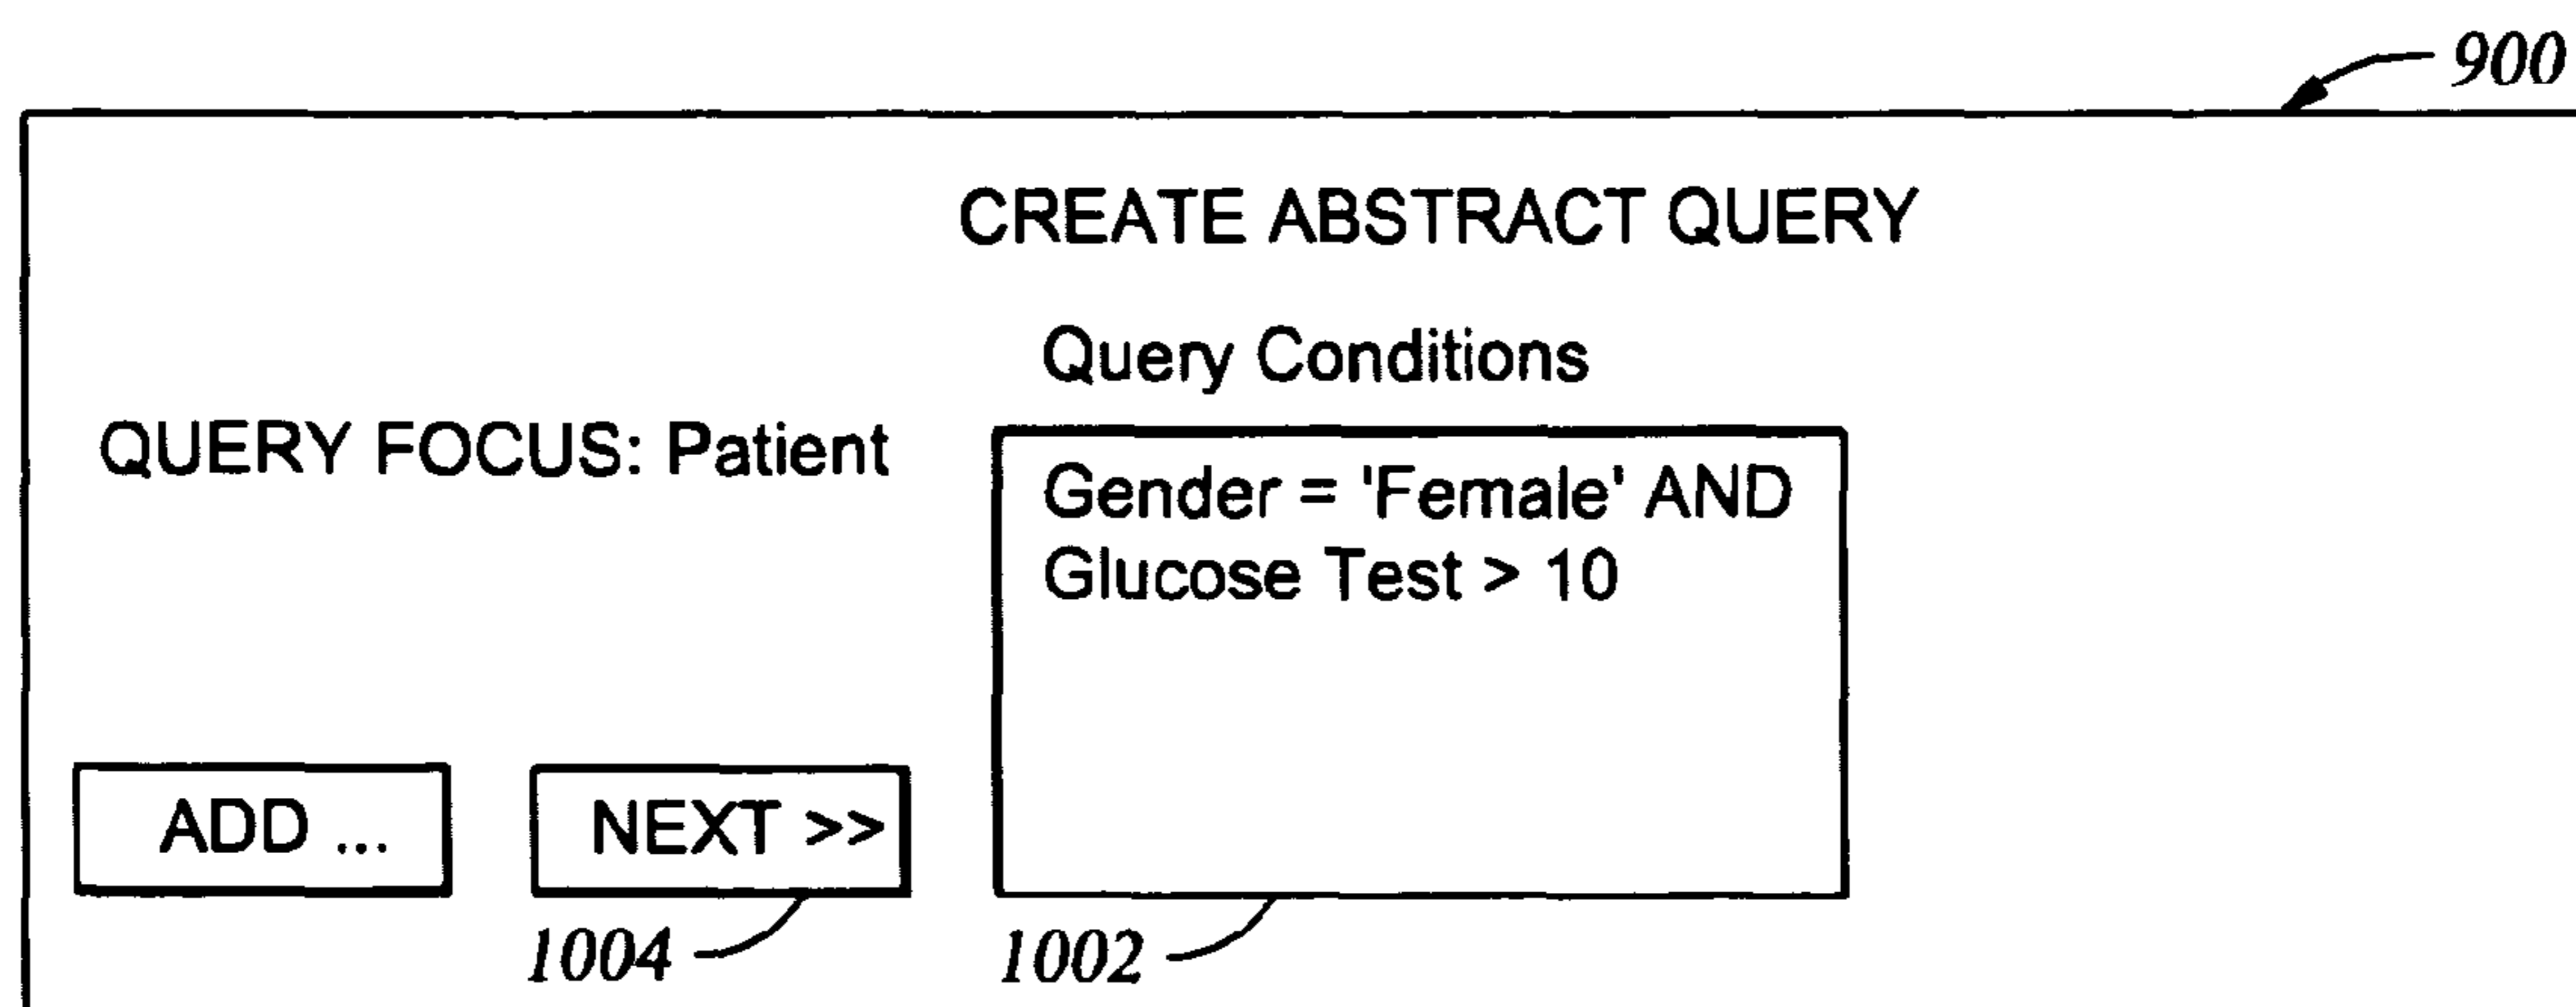 900
CREATE ABSTRACT QUERY
Query Conditions
QUERY FOCUS: Patient
Gender = 'Female' AND
Glucose Test > 10
ADD ...
NEXT >>
1004
1002